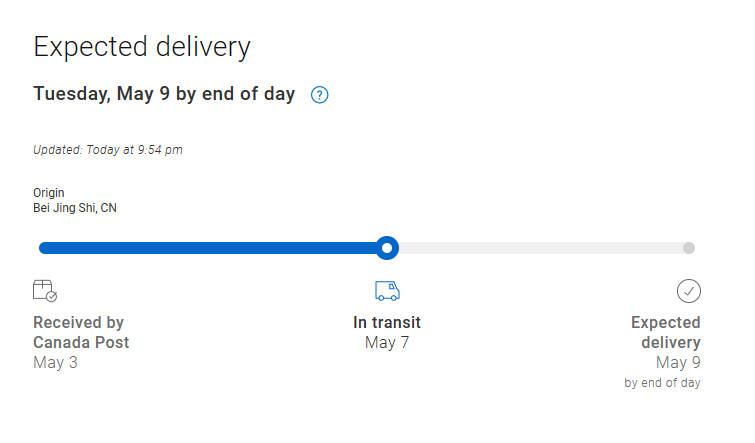 Expected delivery
Tuesday, May 9 by end of day ?
Updated: Today at 9:54 pm
Origin
Bei Jing Shi, CN
Received by
Canada Post
May 3
In transit
May 7
Expected
delivery
May 9
by end of day